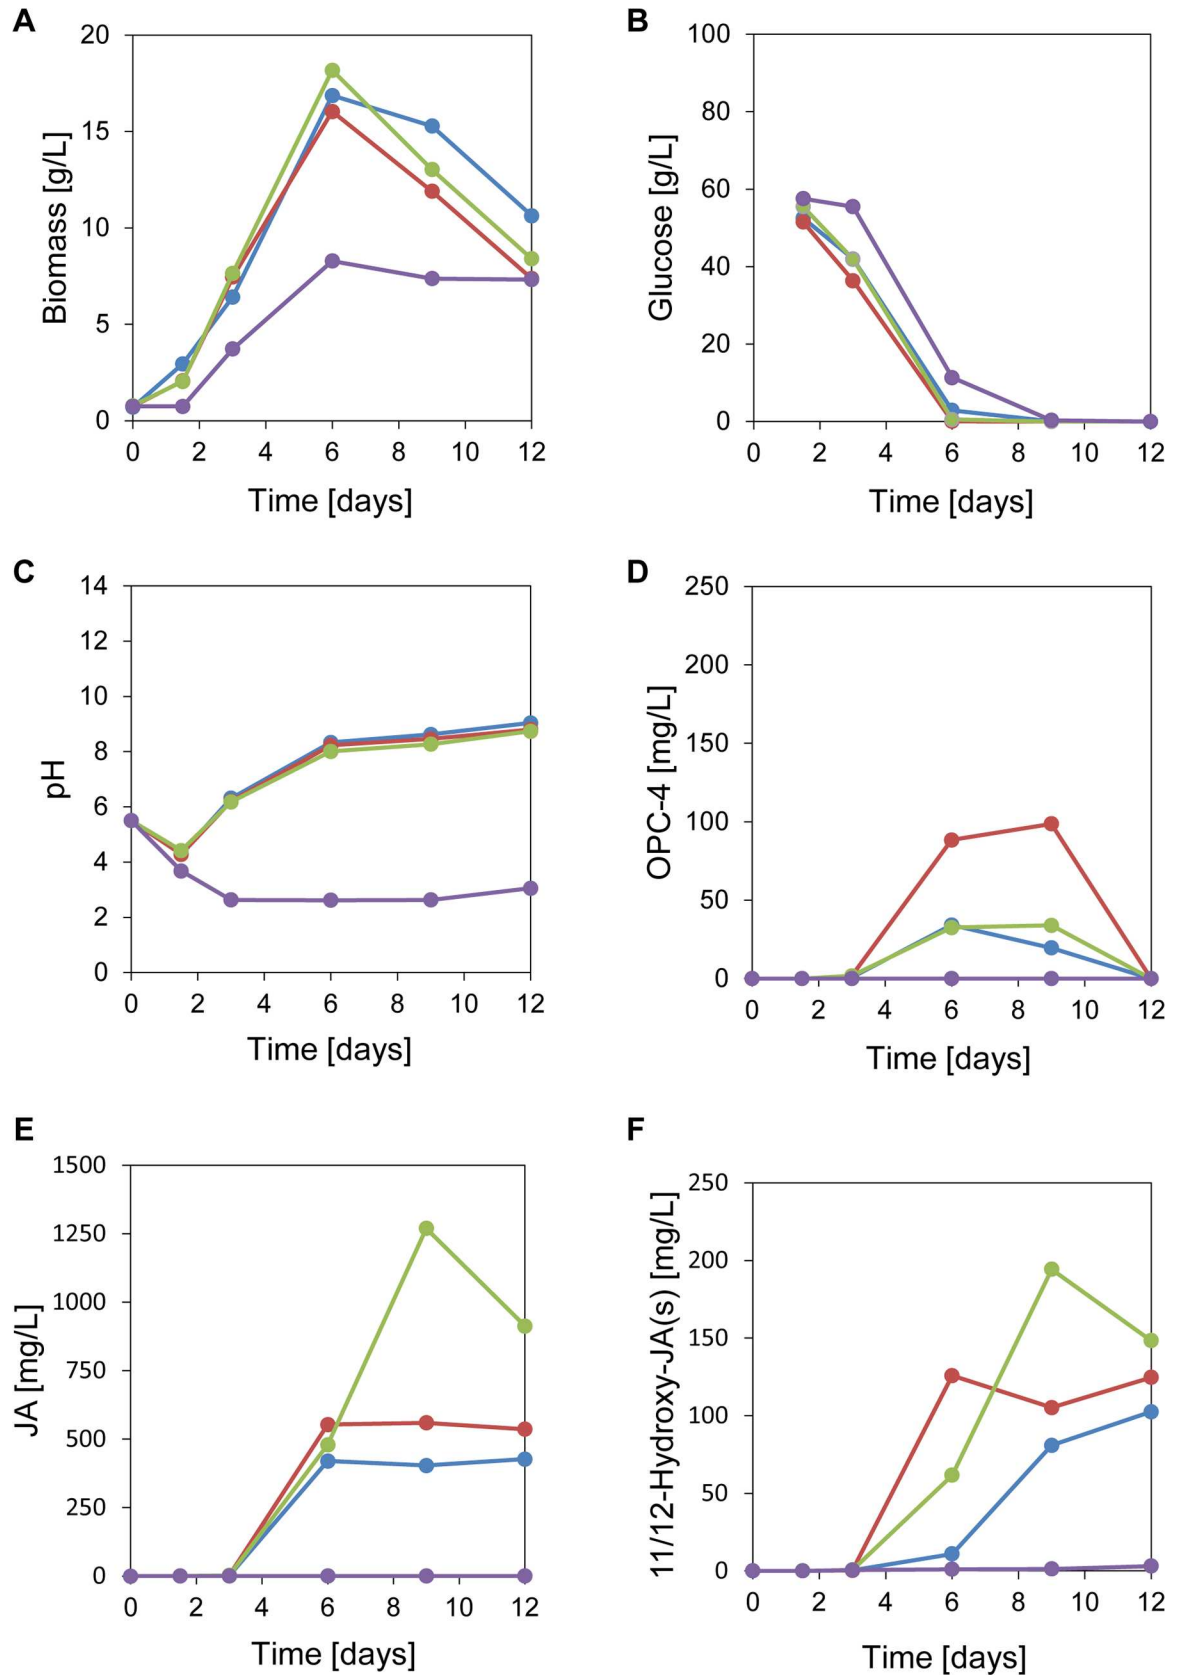 A
Biomass [g/L]
20
15
10
5
0
0 2 4 6 8 10 12
Time [days]
B
Glucose [g/L]
100
80
60
40
20
0
0 2 4 6 8 10 12
Time [days]
C
pH
14
12
10
8
6
4
2
0
0 2 4 6 8 10 12
Time [days]
D
OPC-4 [mg/L]
250
200
150
100
50
0
0 2 4 6 8 10 12
Time [days]
E
JA [mg/L]
1500
1250
1000
750
500
250
0
0 2 4 6 8 10 12
Time [days]
F
11/12-Hydroxy-JA(s) [mg/L]
250
200
150
100
50
0
0 2 4 6 8 10 12
Time [days]